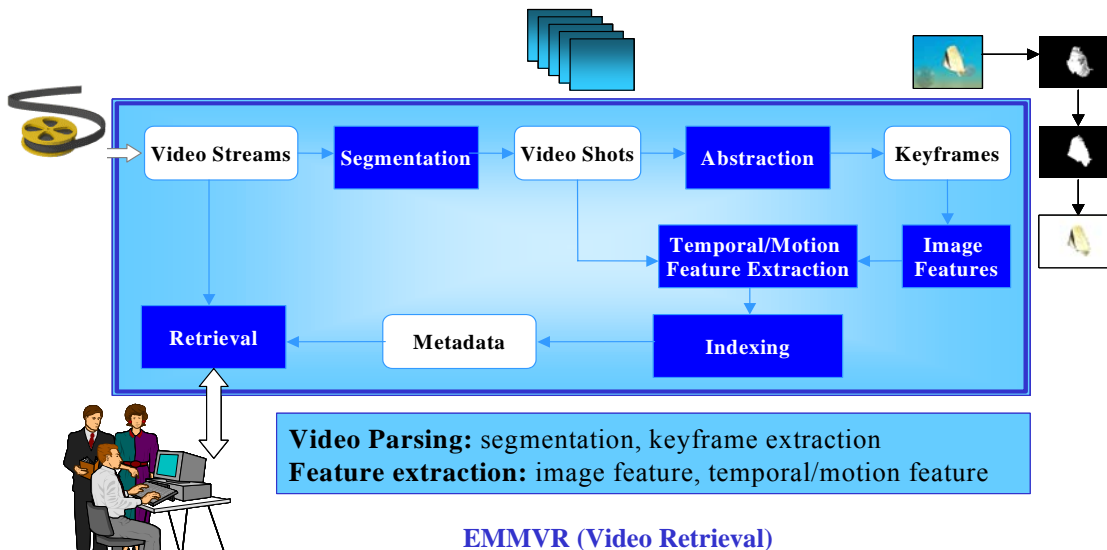 Video Streams
Segmentation
Video Shots
Abstraction
Keyframes
Temporal/Motion
Feature Extraction
Image
Features
Retrieval
Metadata
Indexing
Video Parsing: segmentation, keyframe extraction
Feature extraction: image feature, temporal/motion feature
EMMVR (Video Retrieval)